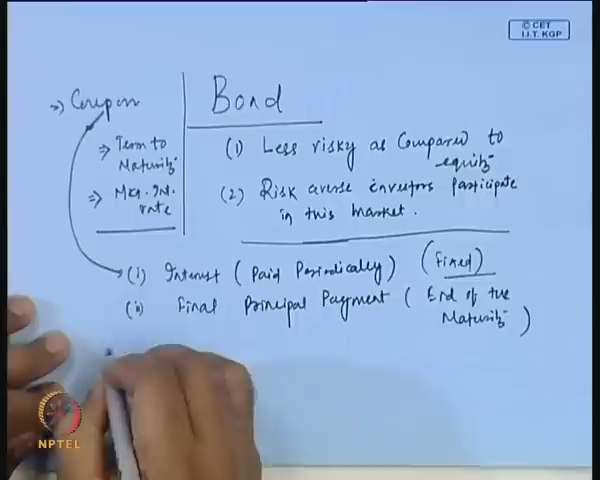 © CET
I.I.T. KGP
Bond
=> Coupon
(1) Less risky as Compared to
equity
(2) Risk averse investors participate
in this market.
=> Term to
Maturity
=> Mkt. Int.
rate
(i) Interest (Paid Periodically) (Fixed)
(ii) Final Principal Payment (End of the
Maturity)
NPTEL